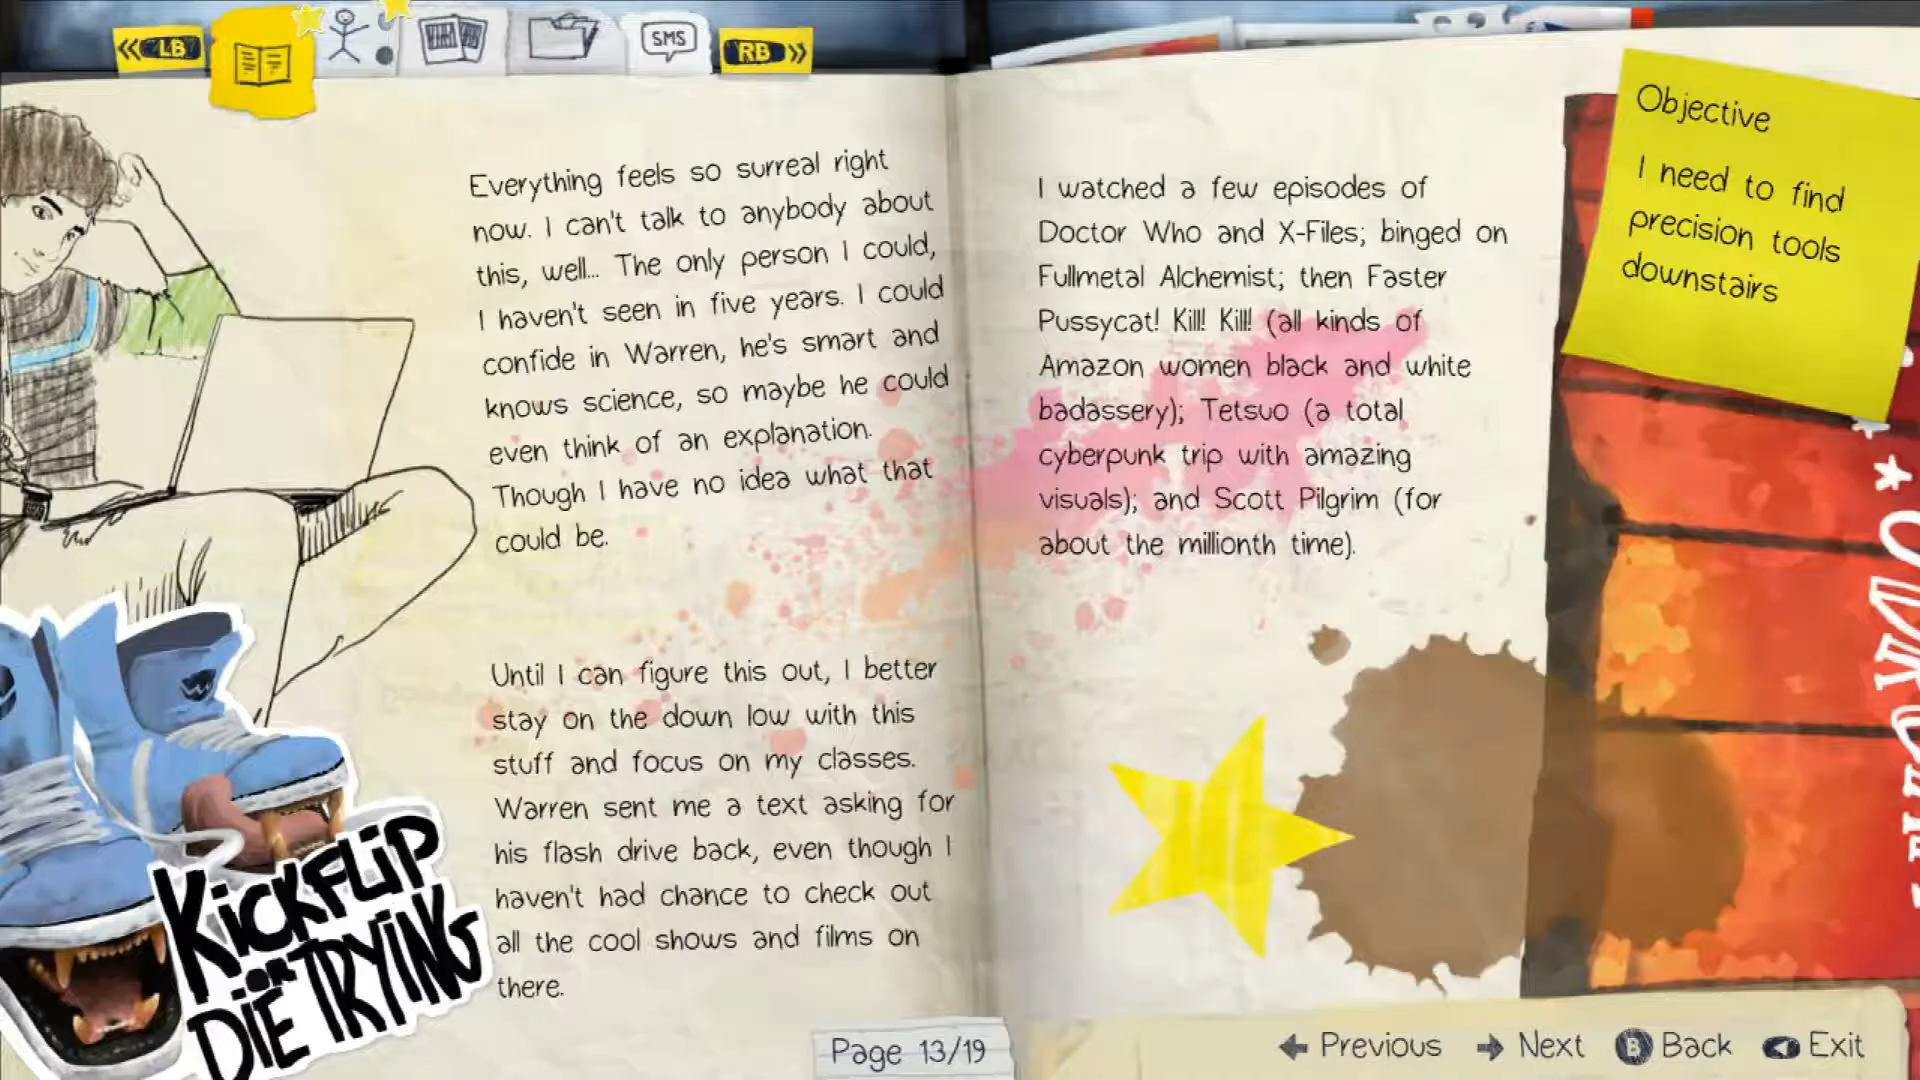 LB
SMS
RB
Everything feels so surreal right
now. I can't talk to anybody about
this, well... The only person I could,
I haven't seen in five years. I could
confide in Warren, he's smart and
knows science, so maybe he could
even think of an explanation.
Though I have no idea what that
could be.
Until I can figure this out, I better
stay on the down low with this
stuff and focus on my classes.
Warren sent me a text asking for
his flash drive back, even though I
haven't had chance to check out
all the cool shows and films on
there.
KICKFLIP
OR
DIE TRYING
I watched a few episodes of
Doctor Who and X-Files; binged on
Fullmetal Alchemist; then Faster
Pussycat! Kill! Kill! (all kinds of
Amazon women black and white
badassery); Tetsuo (a total
cyberpunk trip with amazing
visuals); and Scott Pilgrim (for
about the millionth time).
Objective
I need to find
precision tools
downstairs
Page 13/19
Previous
Next
B Back
Exit